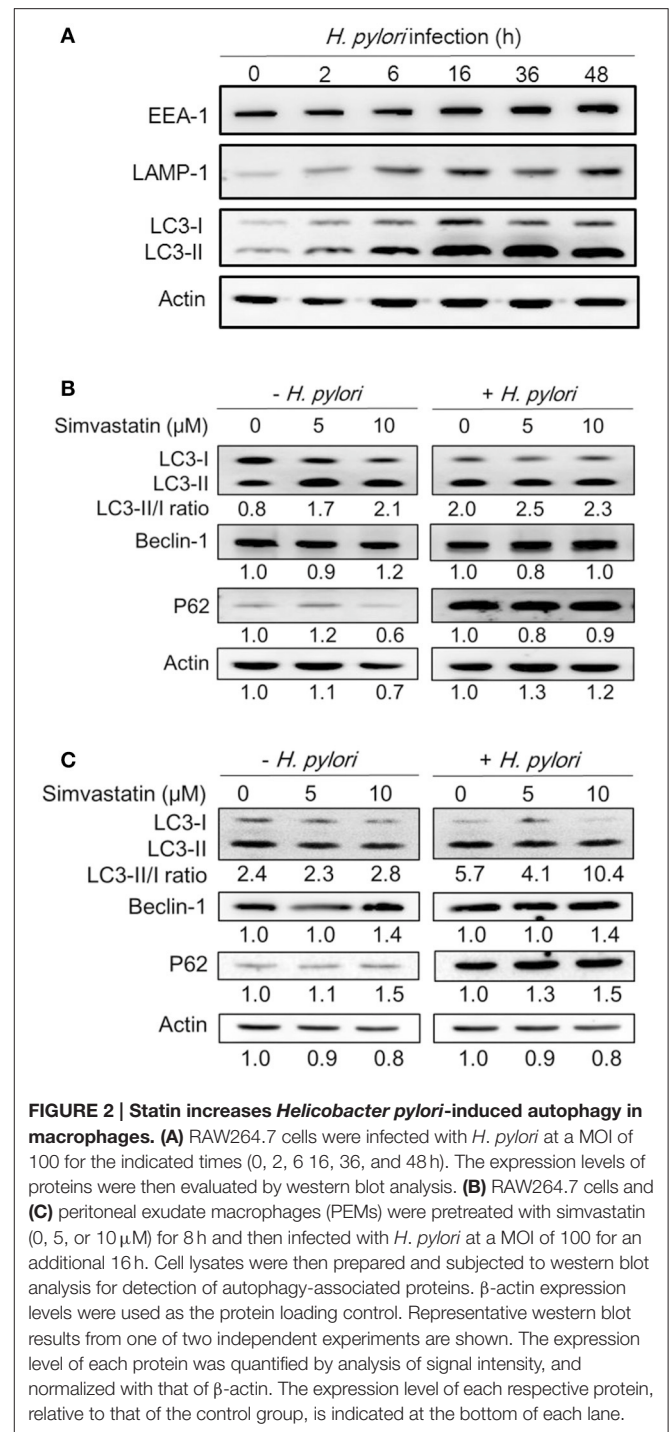 A
H. pylori infection (h)
0 2 6 16 36 48
EEA-1
LAMP-1
LC3-I
LC3-II
Actin
B
- H. pylori + H. pylori
Simvastatin (µM) 0 5 10 0 5 10
LC3-I
LC3-II
LC3-II/I ratio 0.8 1.7 2.1 2.0 2.5 2.3
Beclin-1
1.0 0.9 1.2 1.0 0.8 1.0
P62
1.0 1.2 0.6 1.0 0.8 0.9
Actin
1.0 1.1 0.7 1.0 1.3 1.2
C
- H. pylori + H. pylori
Simvastatin (µM) 0 5 10 0 5 10
LC3-I
LC3-II
LC3-II/I ratio 2.4 2.3 2.8 5.7 4.1 10.4
Beclin-1
1.0 1.0 1.4 1.0 1.0 1.4
P62
1.0 1.1 1.5 1.0 1.3 1.5
Actin
1.0 0.9 0.8 1.0 0.9 0.8
FIGURE 2 | Statin increases Helicobacter pylori-induced autophagy in
macrophages. (A) RAW264.7 cells were infected with H. pylori at a MOI of
100 for the indicated times (0, 2, 6 16, 36, and 48 h). The expression levels of
proteins were then evaluated by western blot analysis. (B) RAW264.7 cells and
(C) peritoneal exudate macrophages (PEMs) were pretreated with simvastatin
(0, 5, or 10 µM) for 8 h and then infected with H. pylori at a MOI of 100 for an
additional 16 h. Cell lysates were then prepared and subjected to western blot
analysis for detection of autophagy-associated proteins. β-actin expression
levels were used as the protein loading control. Representative western blot
results from one of two independent experiments are shown. The expression
level of each protein was quantified by analysis of signal intensity, and
normalized with that of β-actin. The expression level of each respective protein,
relative to that of the control group, is indicated at the bottom of each lane.